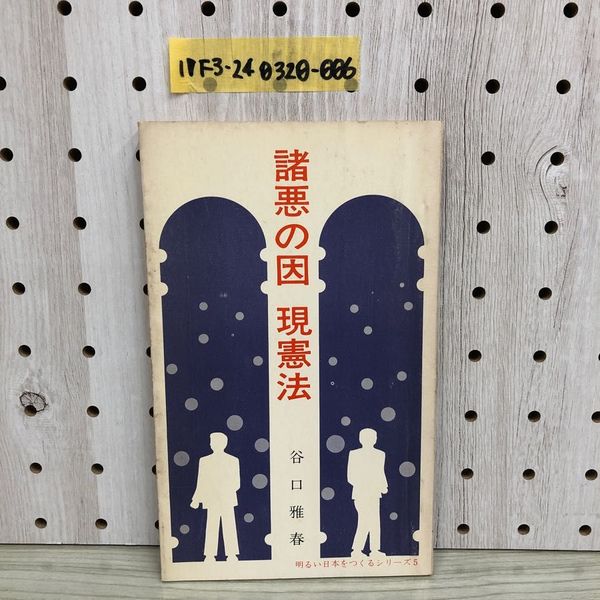 1F3-24 0320-006
諸悪の因 現憲法
谷口雅春
明るい日本をつくるシリーズ5